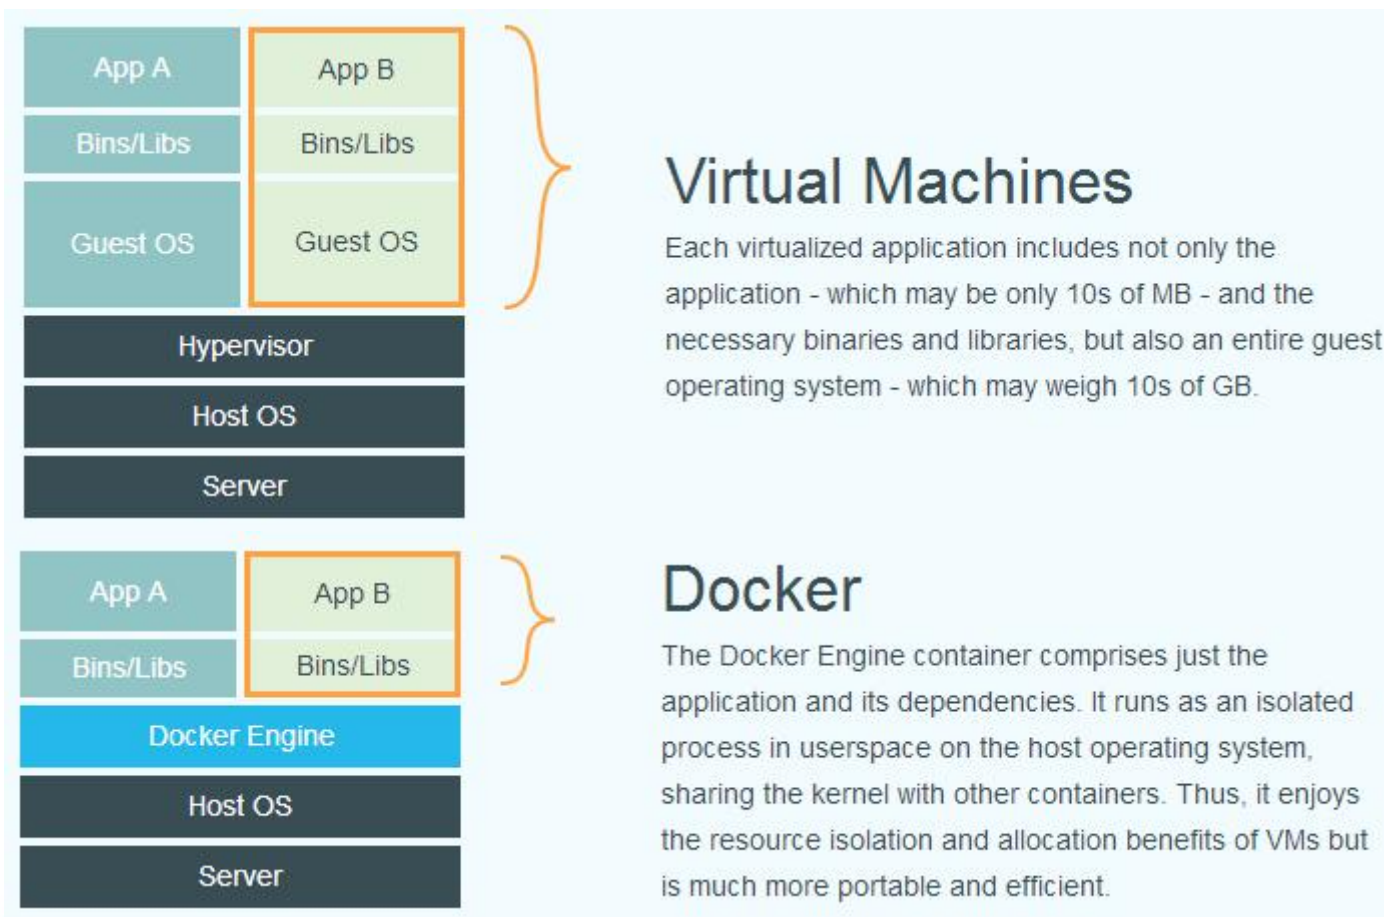 App A App B
Bins/Libs Bins/Libs
Guest OS Guest OS
Hypervisor
Host OS
Server
Virtual Machines
Each virtualized application includes not only the
application - which may be only 10s of MB - and the
necessary binaries and libraries, but also an entire guest
operating system - which may weigh 10s of GB.
App A App B
Bins/Libs Bins/Libs
Docker Engine
Host OS
Server
Docker
The Docker Engine container comprises just the
application and its dependencies. It runs as an isolated
process in userspace on the host operating system,
sharing the kernel with other containers. Thus, it enjoys
the resource isolation and allocation benefits of VMs but
is much more portable and efficient.